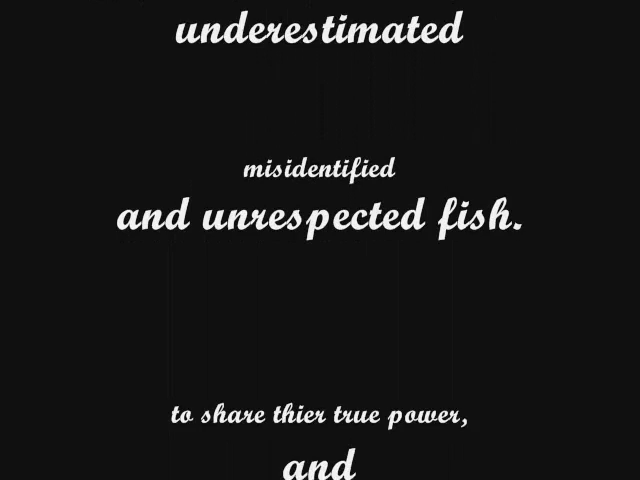 underestimated
misidentified
and unrespected fish.
to share thier true power,
and